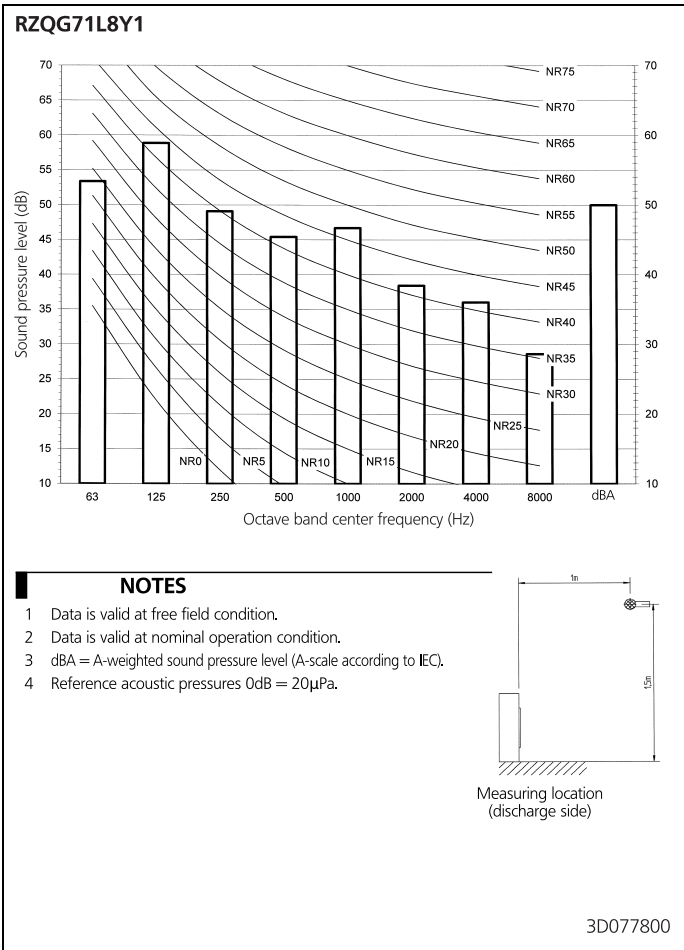 RZQG71L8Y1
70 70
NR75
65
NR70
60 60
NR65
55
NR60
50 NR55 50
45
NR50
NR45
40 40
35
NR40
30 NR35 30
25
NR30
20 NR25 20
NR20
15
NR0 NR5 NR10 NR15
10 10
63 125 250 500 1000 2000 4000 8000 dBA
Sound pressure level (dB)
Octave band center frequency (Hz)
NOTES
1 Data is valid at free field condition.
2 Data is valid at nominal operation condition.
3 dBA = A-weighted sound pressure level (A-scale according to IEC).
4 Reference acoustic pressures 0dB = 20µPa.
1m
1.5m
Measuring location
(discharge side)
3D077800